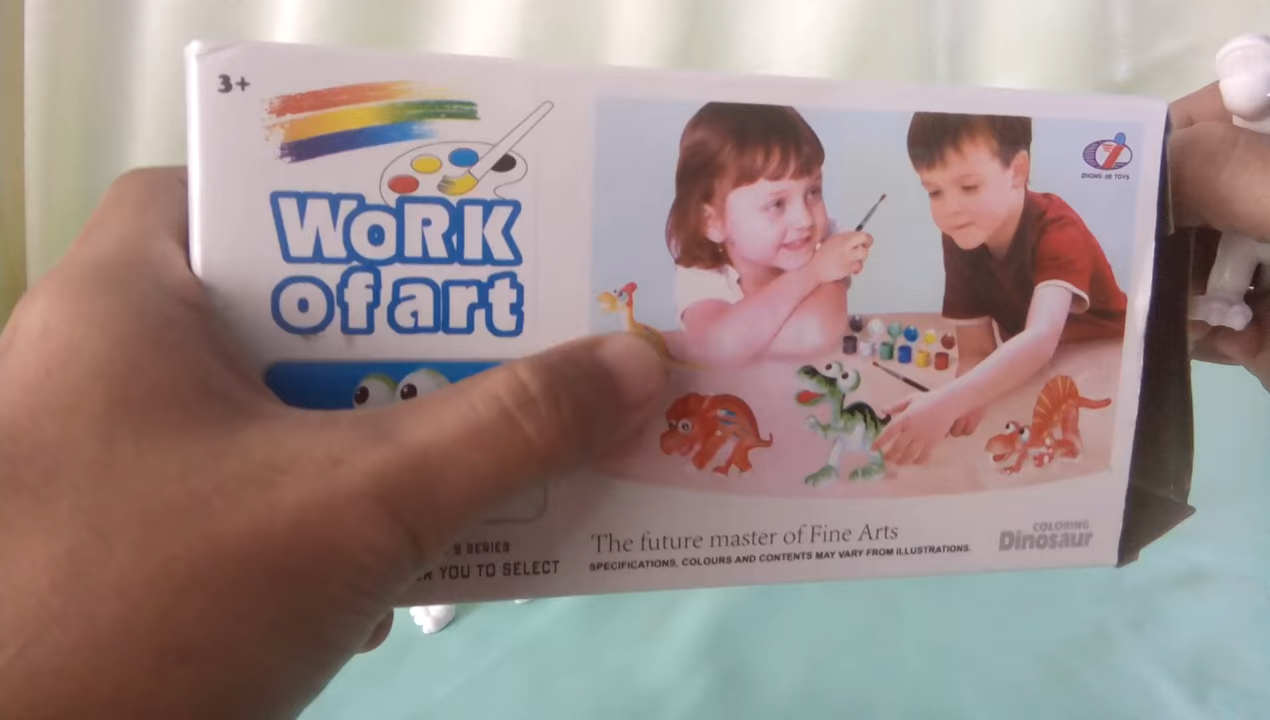 3+
WoRK
of art
ZHONG JIE TOYS
S SERIES
R YOU TO SELECT
The future master of Fine Arts
SPECIFICATIONS, COLOURS AND CONTENTS MAY VARY FROM ILLUSTRATIONS.
COLORING
Dinosaur